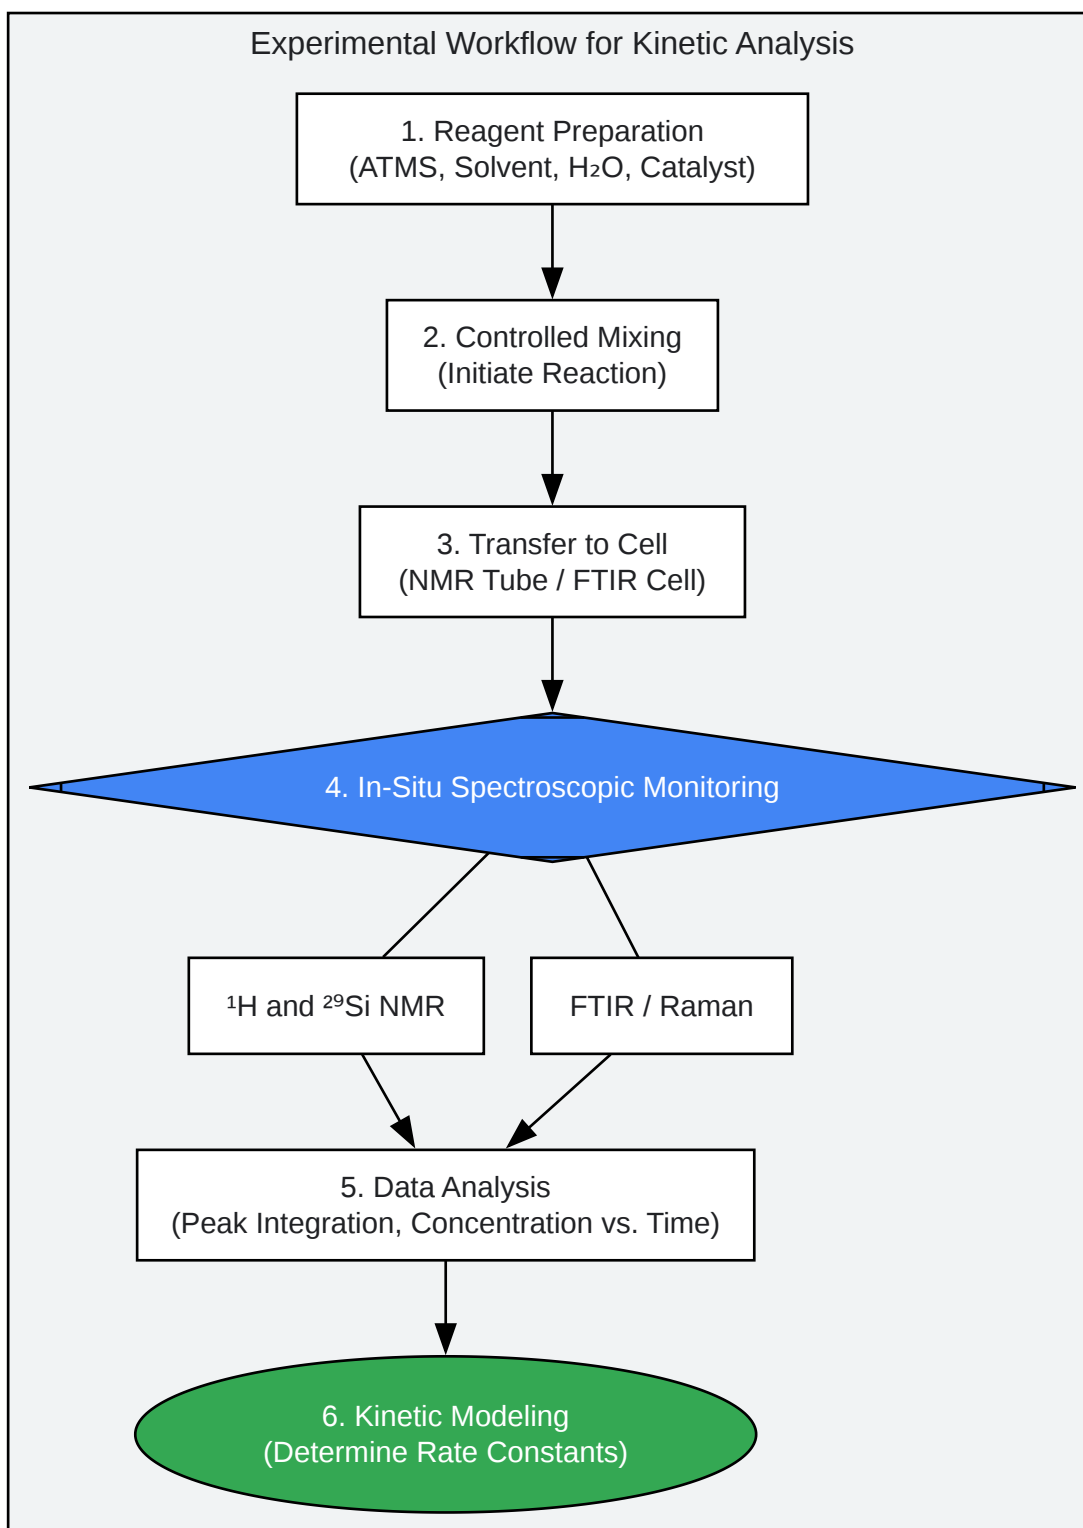 Experimental Workflow for Kinetic Analysis
1. Reagent Preparation
(ATMS, Solvent, H₂O, Catalyst)
2. Controlled Mixing
(Initiate Reaction)
3. Transfer to Cell
(NMR Tube / FTIR Cell)
4. In-Situ Spectroscopic Monitoring
¹H and ²⁹Si NMR
FTIR / Raman
5. Data Analysis
(Peak Integration, Concentration vs. Time)
6. Kinetic Modeling
(Determine Rate Constants)